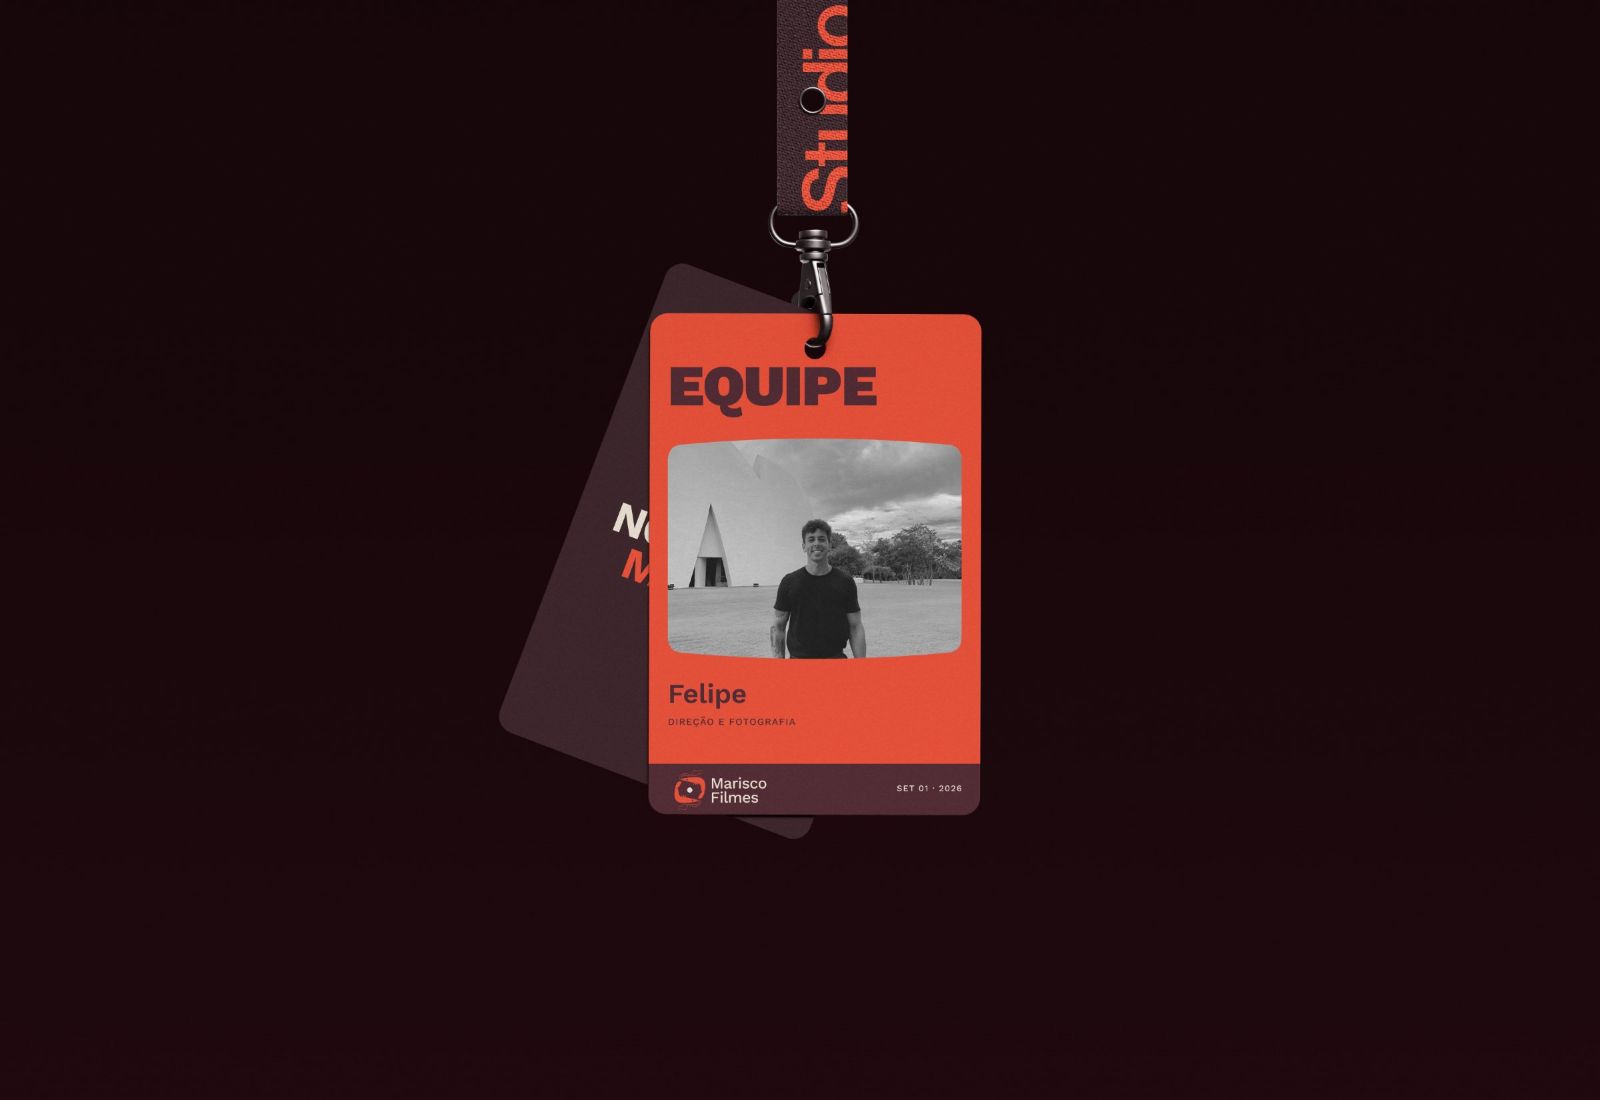 Studio
EQUIPE
Felipe
DIREÇÃO E FOTOGRAFIA
Marisco
Filmes
SET 01 · 2026